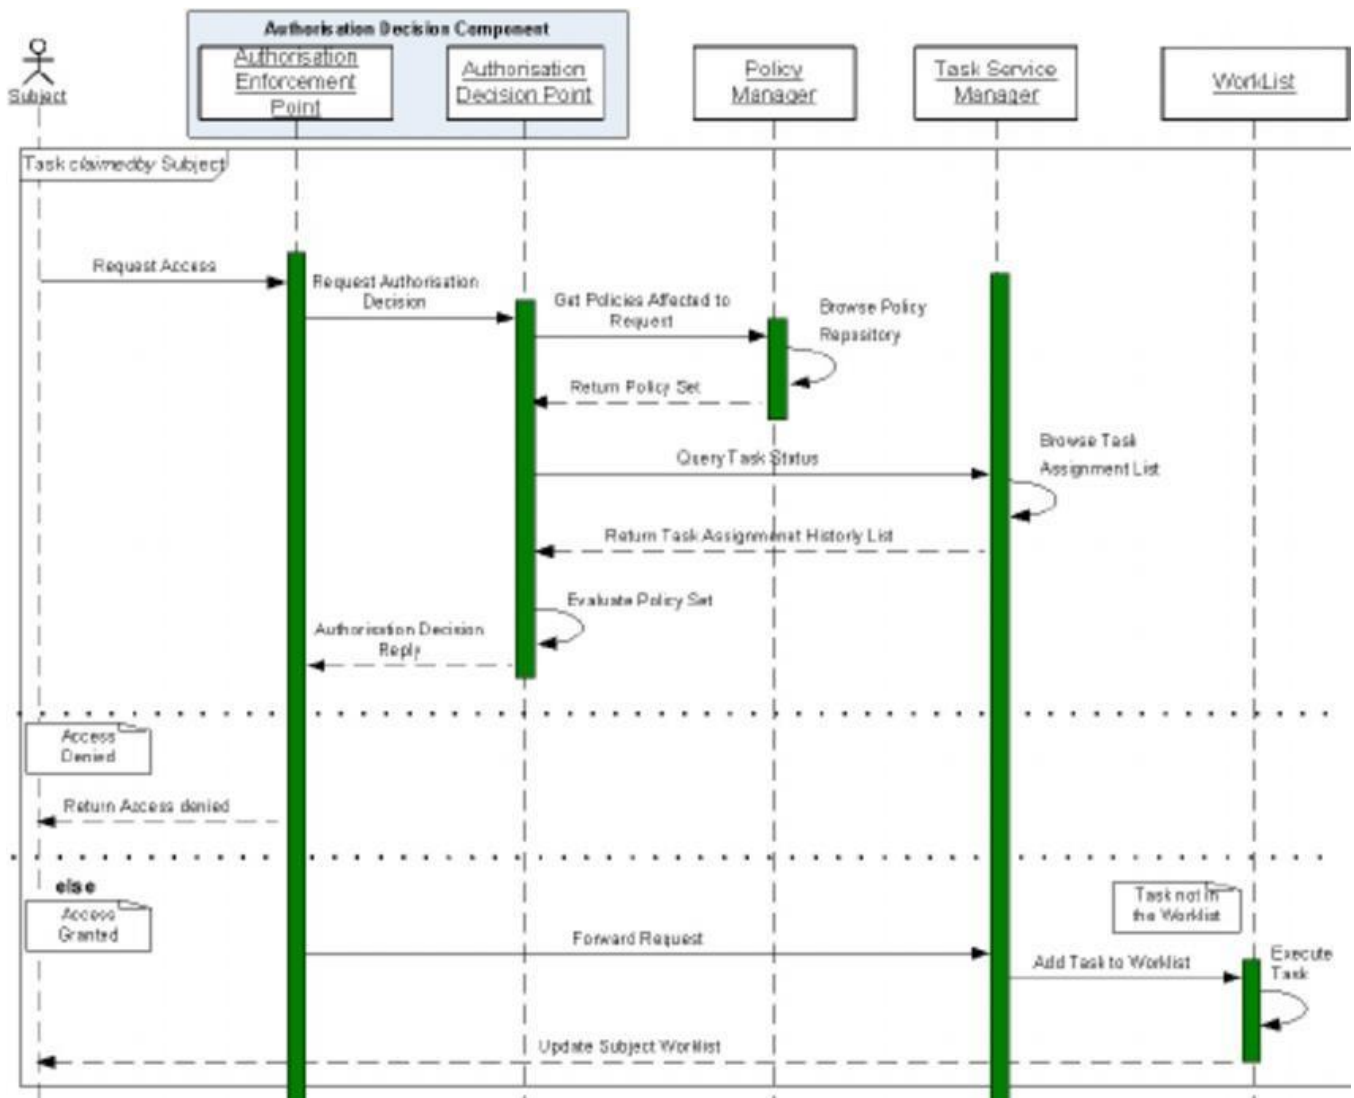 Authorisation Decision Component
Subject
Authorisation
Enforcement
Point
Authorisation
Decision Point
Policy
Manager
Task Service
Manager
WorkList
Task claimedby Subject
Request Access
Request Authorisation
Decision
Get Policies Affected to
Request
Browse Policy
Repository
Return Policy Set
Query Task Status
Browse Task
Assignment List
Return Task Assignment Historiy List
Evaluate Policy Set
Authorisation Decision
Reply
Access
Denied
Return Access denied
else
Access
Granted
Task not in
the Worklist
Forward Request
Add Task to Worklist
Execute
Task
Update Subject Worklist